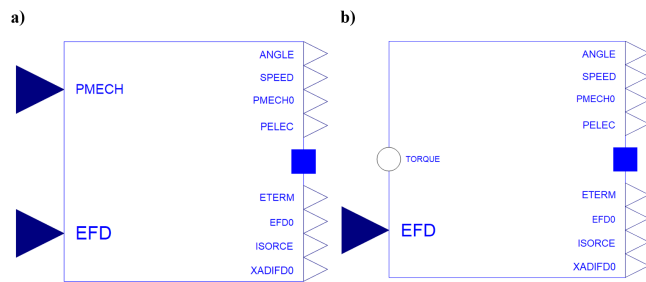 a)
PMECH
EFD
ANGLE
SPEED
PMECH0
PELEC
ETERM
EFD0
ISORCE
XADIFD0
b)
TORQUE
EFD
ANGLE
SPEED
PMECH0
PELEC
ETERM
EFD0
ISORCE
XADIFD0